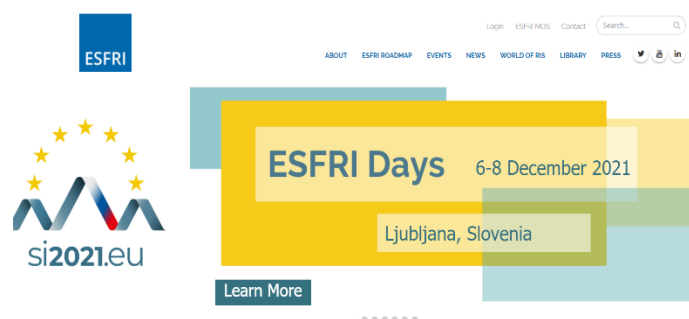 Login ESFRI MOS Contact Search...
ESFRI
ABOUT ESFRI ROADMAP EVENTS NEWS WORLD OF RIS LIBRARY PRESS
ESFRI Days 6-8 December 2021
Ljubljana, Slovenia
si2021.eu
Learn More